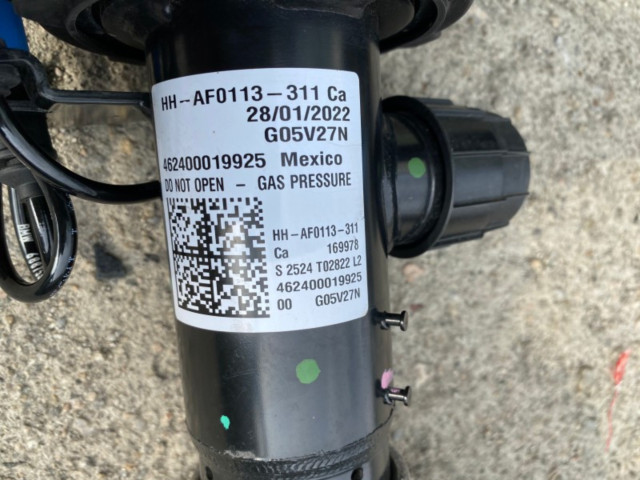 HH--AF0113-311 Ca
28/01/2022
G05V27N
462400019925 Mexico
DO NOT OPEN - GAS PRESSURE
HH-AF0113-311
Ca 169978
S 2524 T02822 L2
462400019925
00 G05V27N